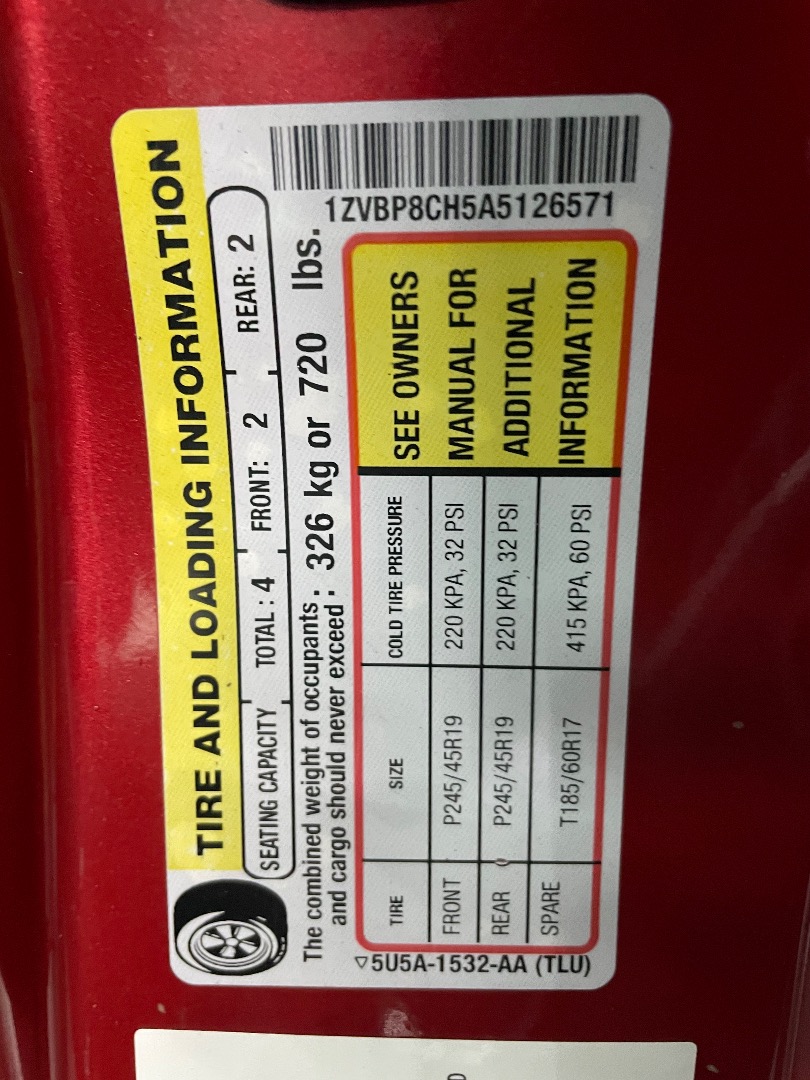 TIRE AND LOADING INFORMATION
SEATING CAPACITY TOTAL : 4 FRONT: 2 REAR: 2
The combined weight of occupants : 326 kg or 720 lbs.
and cargo should never exceed :
1ZVBP8CH5A5126571
TIRE SIZE COLD TIRE PRESSURE
FRONT P245/45R19 220 KPA, 32 PSI
REAR P245/45R19 220 KPA, 32 PSI
SPARE T185/60R17 415 KPA, 60 PSI
SEE OWNERS
MANUAL FOR
ADDITIONAL
INFORMATION
5U5A-1532-AA (TLU)